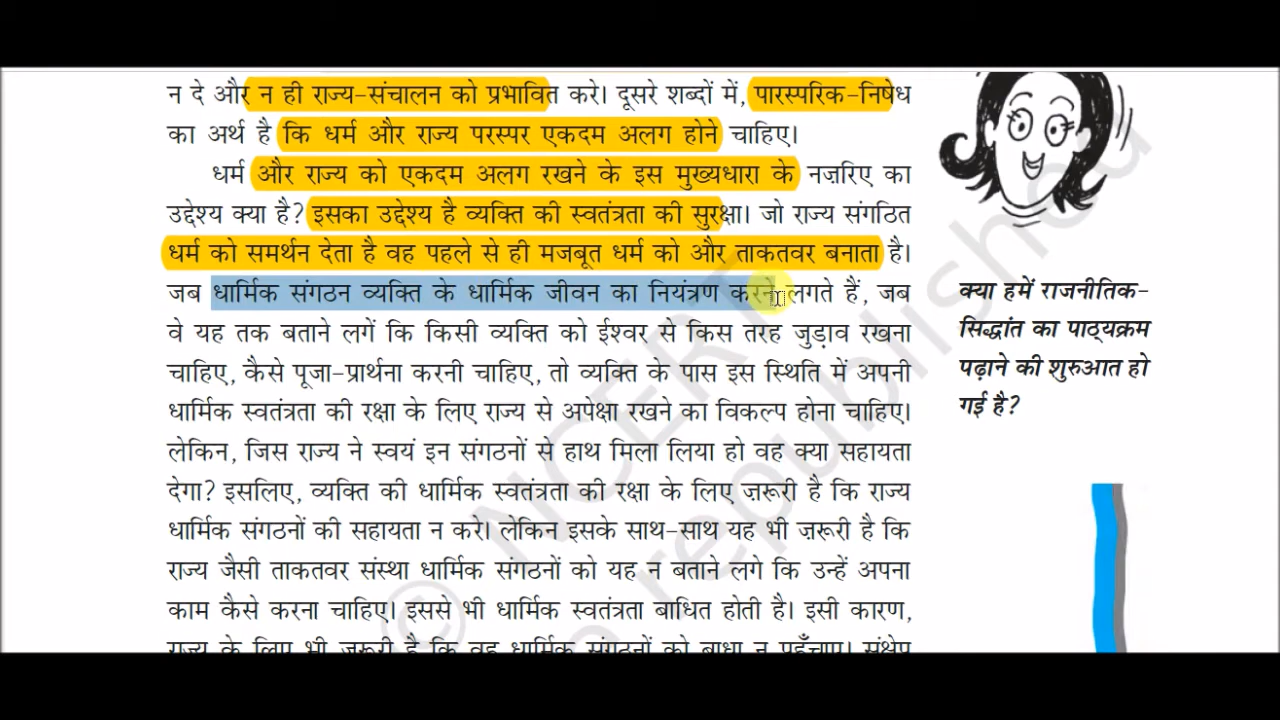 न दे और न ही राज्य-संचालन को प्रभावित करे। दूसरे शब्दों में, पारस्परिक-निषेध
का अर्थ है कि धर्म और राज्य परस्पर एकदम अलग होने चाहिए।
धर्म और राज्य को एकदम अलग रखने के इस मुख्यधारा के नज़रिए का
उद्देश्य क्या है? इसका उद्देश्य है व्यक्ति की स्वतंत्रता की सुरक्षा। जो राज्य संगठित
धर्म को समर्थन देता है वह पहले से ही मजबूत धर्म को और ताकतवर बनाता है।
जब धार्मिक संगठन व्यक्ति के धार्मिक जीवन का नियंत्रण करने लगते हैं, जब
वे यह तक बताने लगें कि किसी व्यक्ति को ईश्वर से किस तरह जुड़ाव रखना
चाहिए, कैसे पूजा-प्रार्थना करनी चाहिए, तो व्यक्ति के पास इस स्थिति में अपनी
धार्मिक स्वतंत्रता की रक्षा के लिए राज्य से अपेक्षा रखने का विकल्प होना चाहिए।
लेकिन, जिस राज्य ने स्वयं इन संगठनों से हाथ मिला लिया हो वह क्या सहायता
देगा? इसलिए, व्यक्ति की धार्मिक स्वतंत्रता की रक्षा के लिए ज़रूरी है कि राज्य
धार्मिक संगठनों की सहायता न करे। लेकिन इसके साथ-साथ यह भी ज़रूरी है कि
राज्य जैसी ताकतवर संस्था धार्मिक संगठनों को यह न बताने लगे कि उन्हें अपना
काम कैसे करना चाहिए। इससे भी धार्मिक स्वतंत्रता बाधित होती है। इसी कारण,
राज्य के लिए भी ज़रूरी है कि वह धार्मिक संगठनों को बाधा न पहुँचाए। संक्षेप
क्या हमें राजनीतिक-
सिद्धांत का पाठ्यक्रम
पढ़ाने की शुरुआत हो
गई है?
© NCERT
republished